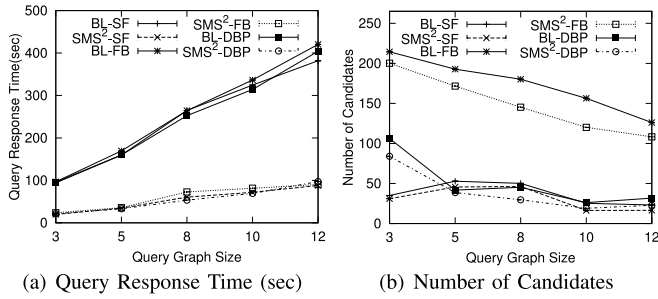 500
400
300
200
100
0
3
5
8
10
12
Query Response Time(sec)
Query Graph Size
BL-SF
SMS²-SF
BL-FB
SMS²-FB
BL-DBP
SMS²-DBP
(a) Query Response Time (sec)
250
200
150
100
50
0
3
5
8
10
12
Number of Candidates
Query Graph Size
BL-SF
SMS²-SF
BL-FB
SMS²-FB
BL-DBP
SMS²-DBP
(b) Number of Candidates